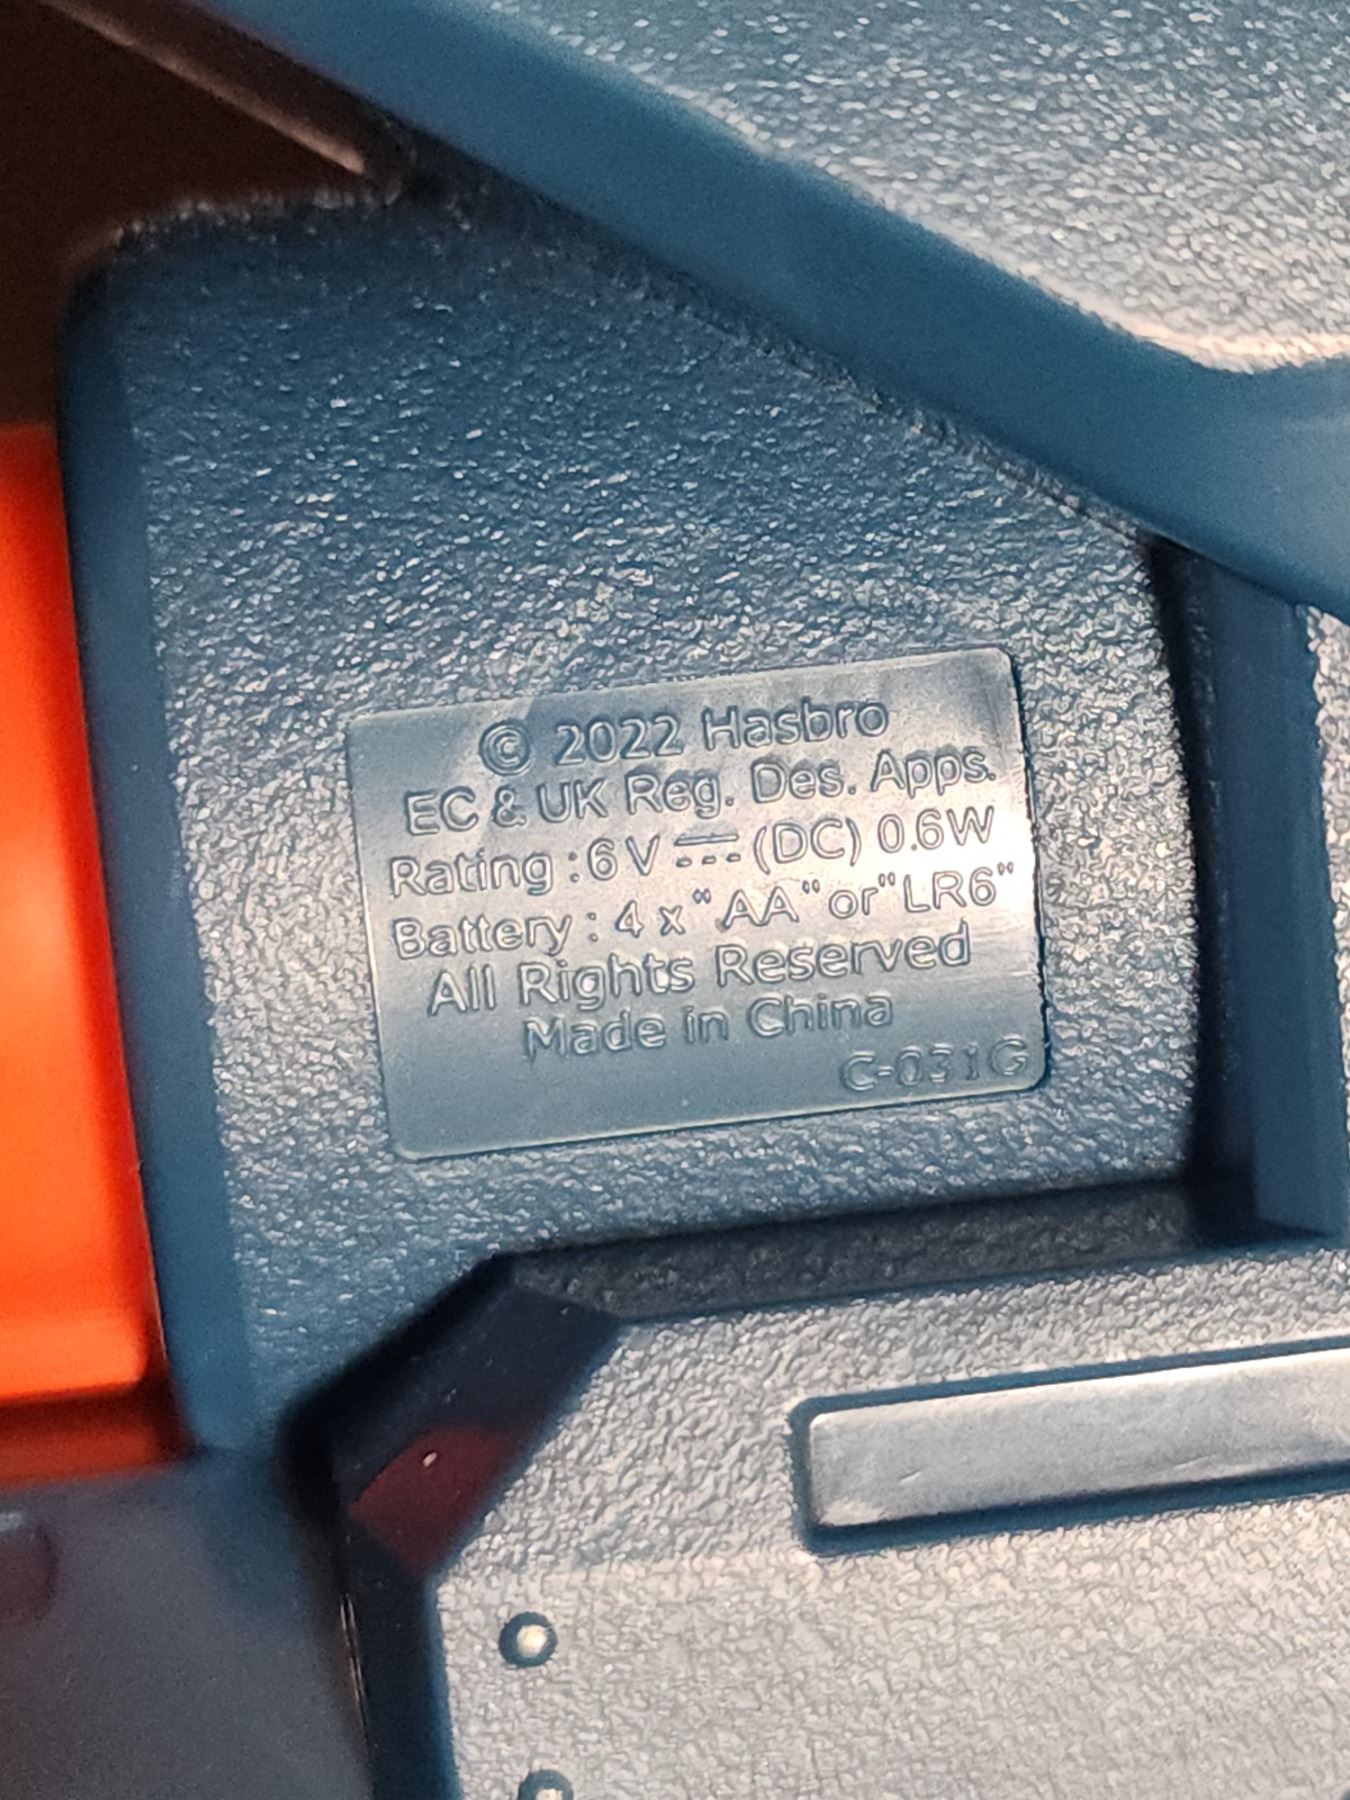 © 2022 Hasbro
EC & UK Reg. Des. Apps.
Rating : 6V ⎓ (DC) 0.6W
Battery : 4 x "AA" or "LR6"
All Rights Reserved
Made in China
C-031G